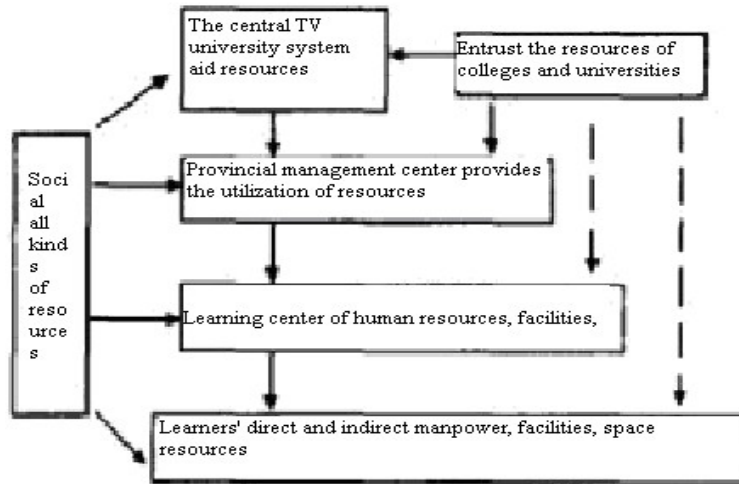 The central TV
university system
aid resources
Entrust the resources of
colleges and universities
Provincial management center provides
the utilization of resources
Soci
al
all
kind
s
of
reso
urce
s
Learning center of human resources, facilities,
Learners' direct and indirect manpower, facilities, space
resources